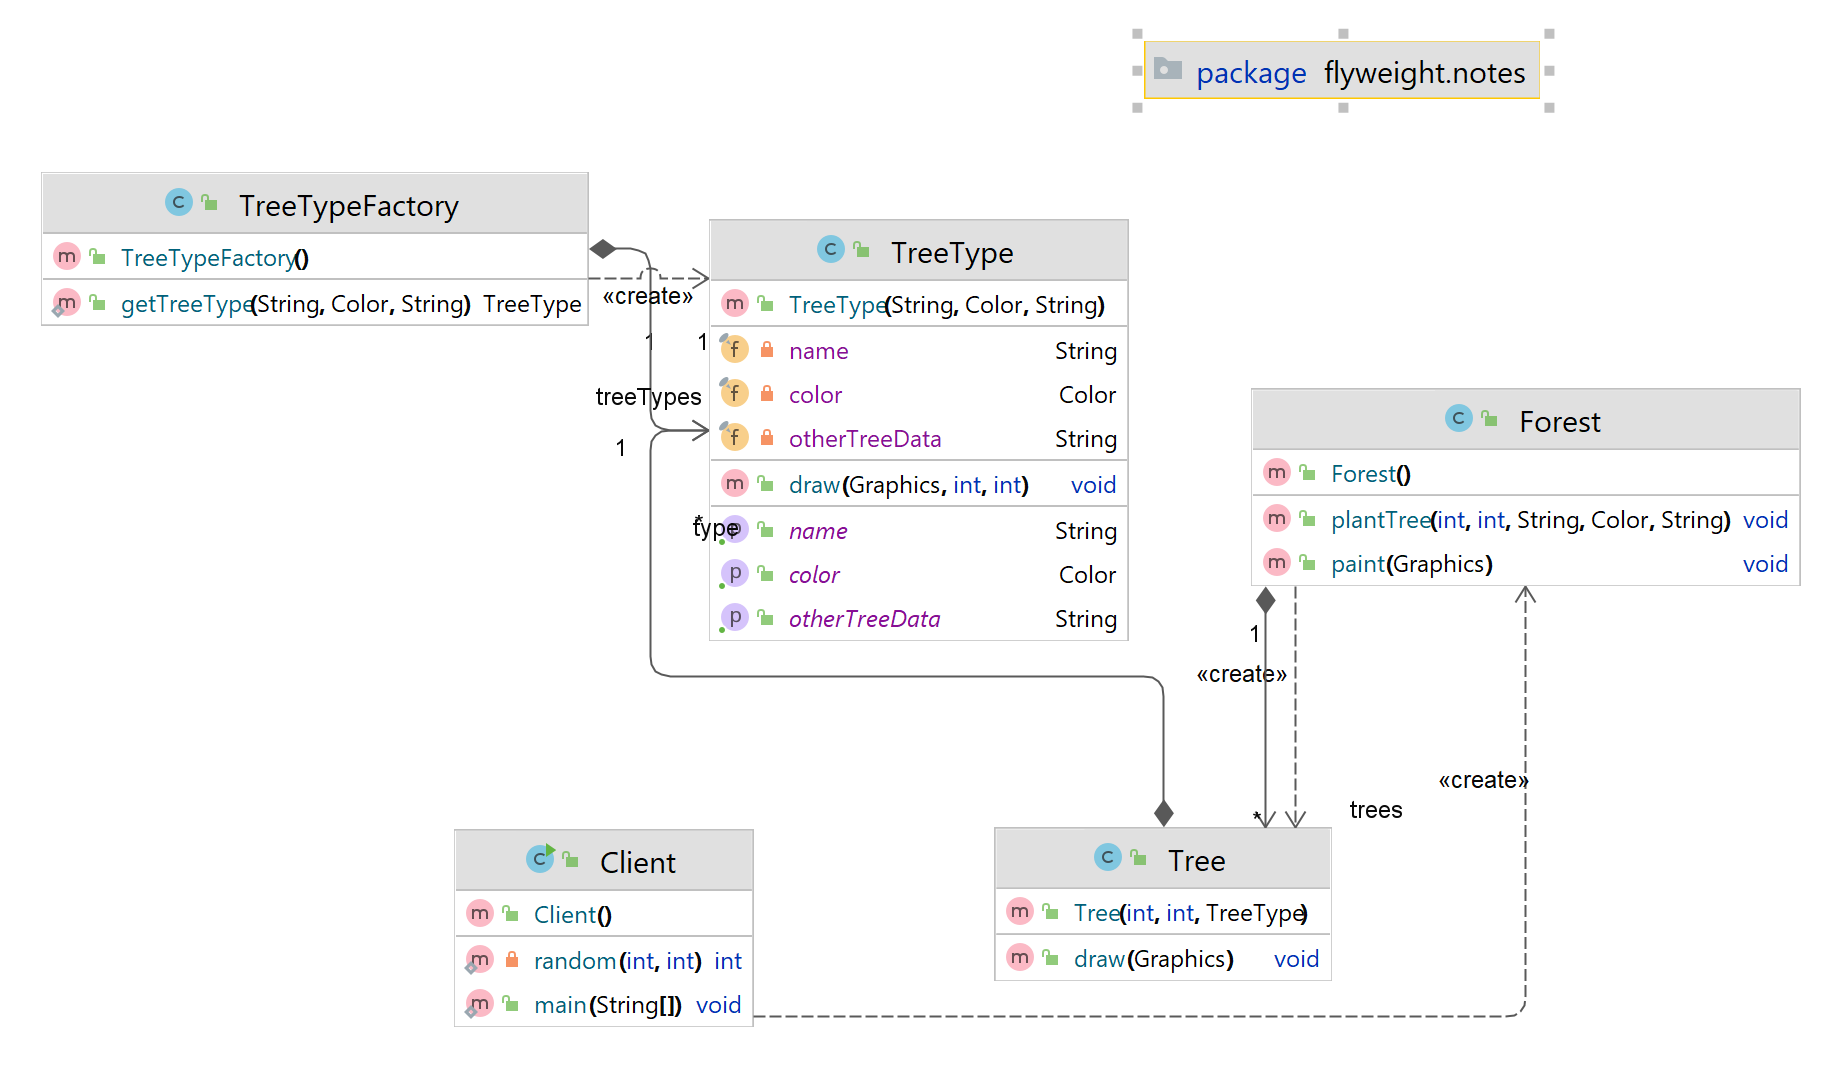 package flyweight.notes
TreeTypeFactory
TreeTypeFactory()
getTreeType(String, Color, String) TreeType
«create»
1
1
treeTypes
1
*
type
TreeType
TreeType(String, Color, String)
name String
color Color
otherTreeData String
draw(Graphics, int, int) void
name String
color Color
otherTreeData String
Forest
Forest()
plantTree(int, int, String, Color, String) void
paint(Graphics) void
1
«create»
«create»
trees
*
Client
Client()
random(int, int) int
main(String[]) void
Tree
Tree(int, int, TreeType)
draw(Graphics) void